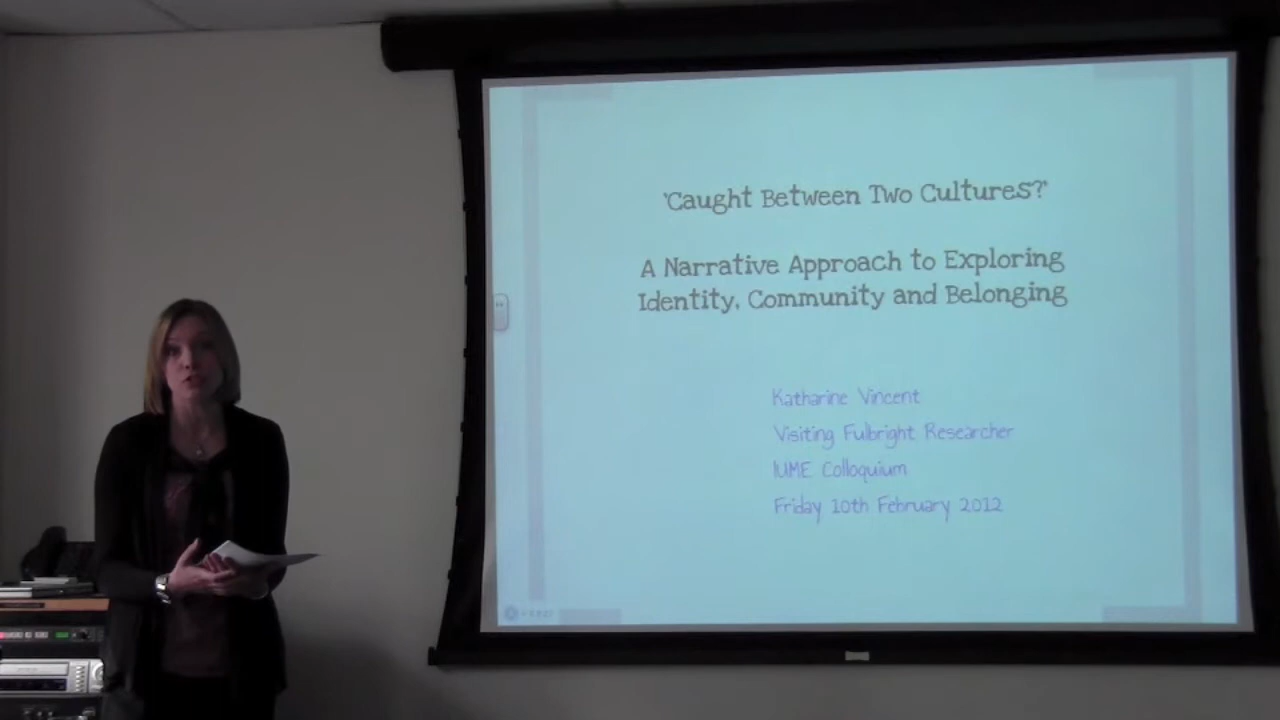 'Caught Between Two Cultures?'
A Narrative Approach to Exploring
Identity, Community and Belonging
Katharine Vincent
Visiting Fulbright Researcher
IUME Colloquium
Friday 10th February 2012